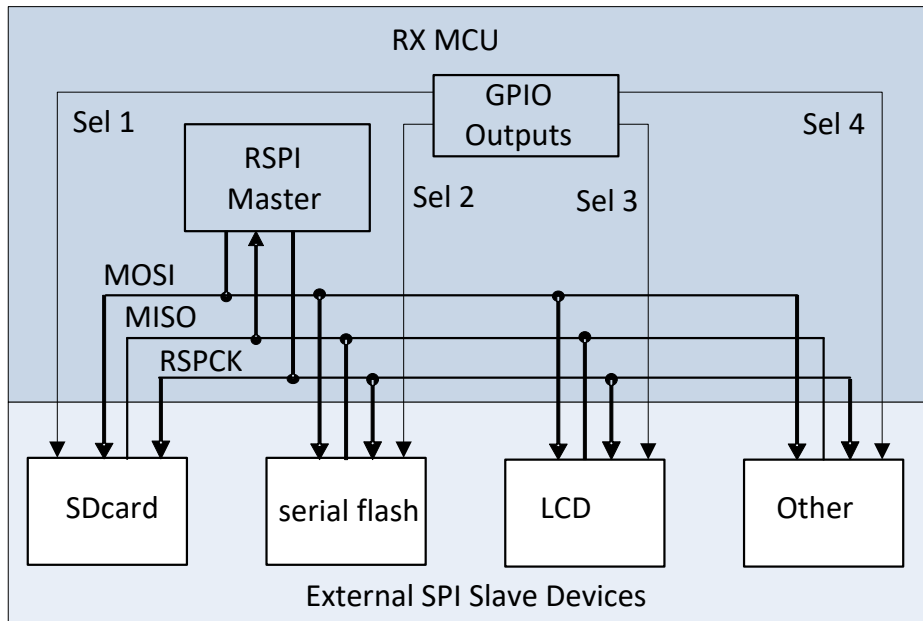 RX MCU
GPIO
Outputs
Sel 1
Sel 4
RSPI
Master
Sel 2
Sel 3
MOSI
MISO
RSPCK
SDcard
serial flash
LCD
Other
External SPI Slave Devices